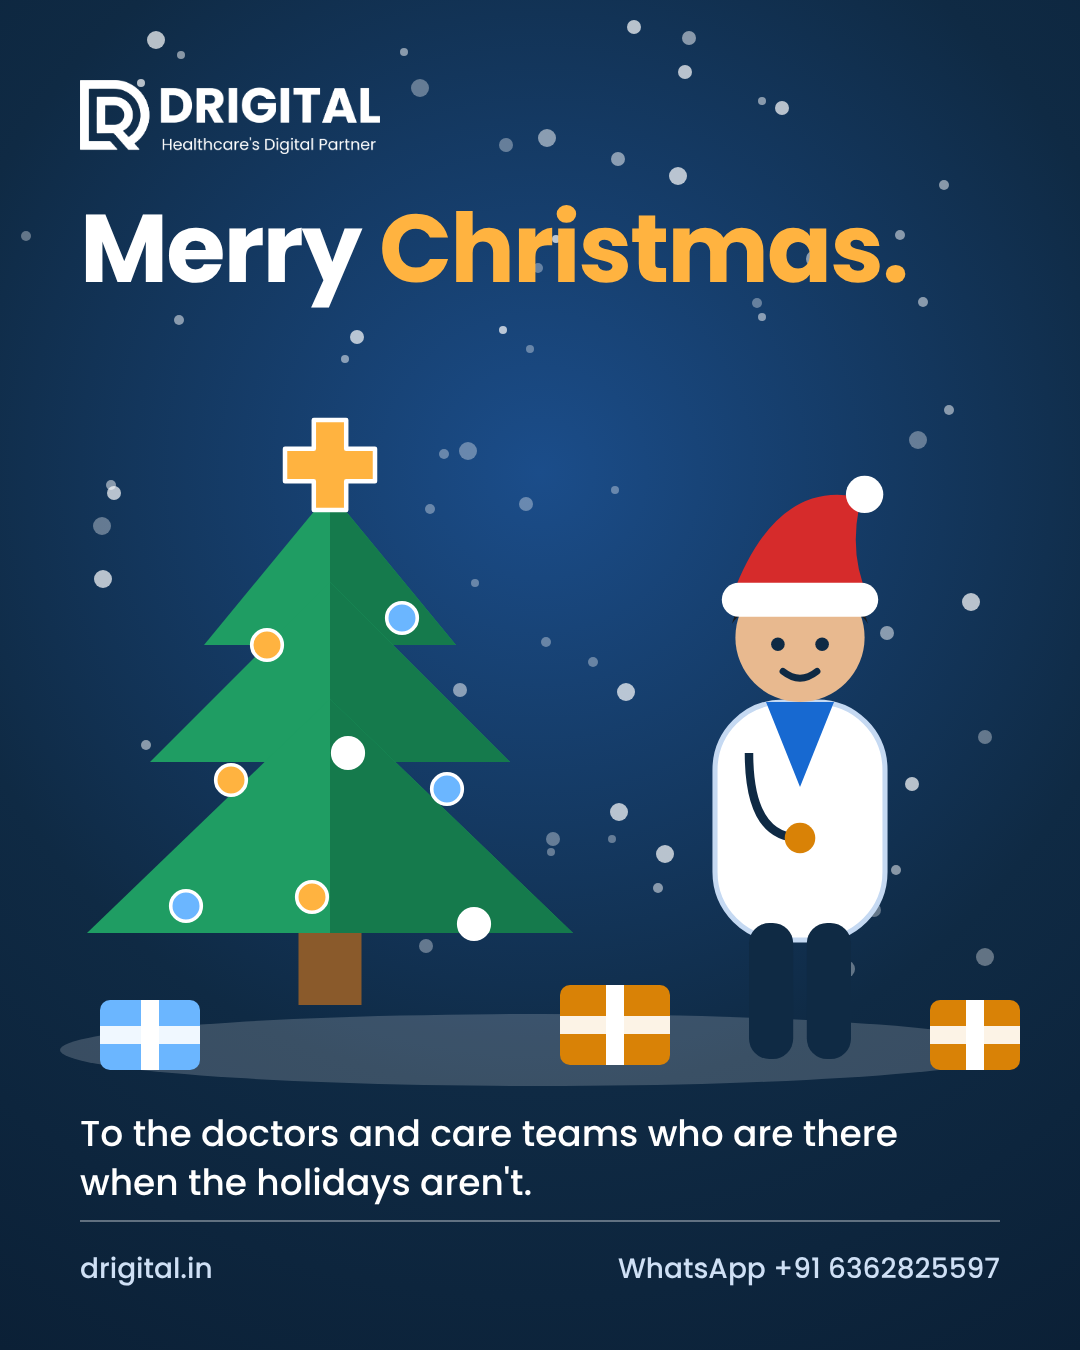 DRIGITAL
Healthcare's Digital Partner
Merry Christmas.
To the doctors and care teams who are there
when the holidays aren't.
drigital.in
WhatsApp +91 6362825597